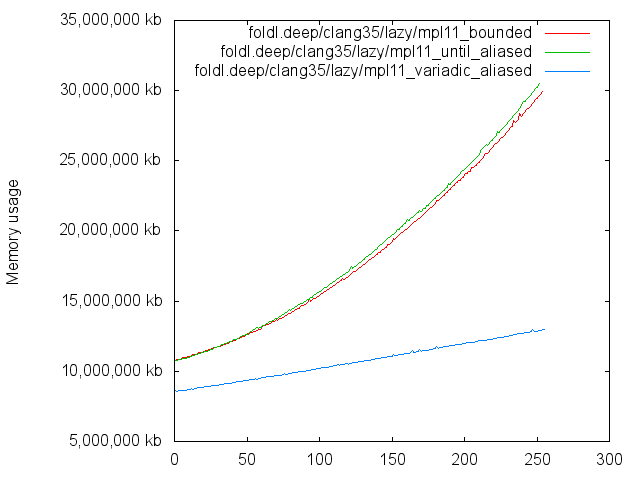 35,000,000 kb
foldl.deep/clang35/lazy/mpl11_bounded
foldl.deep/clang35/lazy/mpl11_until_aliased
foldl.deep/clang35/lazy/mpl11_variadic_aliased
30,000,000 kb
25,000,000 kb
20,000,000 kb
15,000,000 kb
10,000,000 kb
5,000,000 kb
Memory usage
0 50 100 150 200 250 300